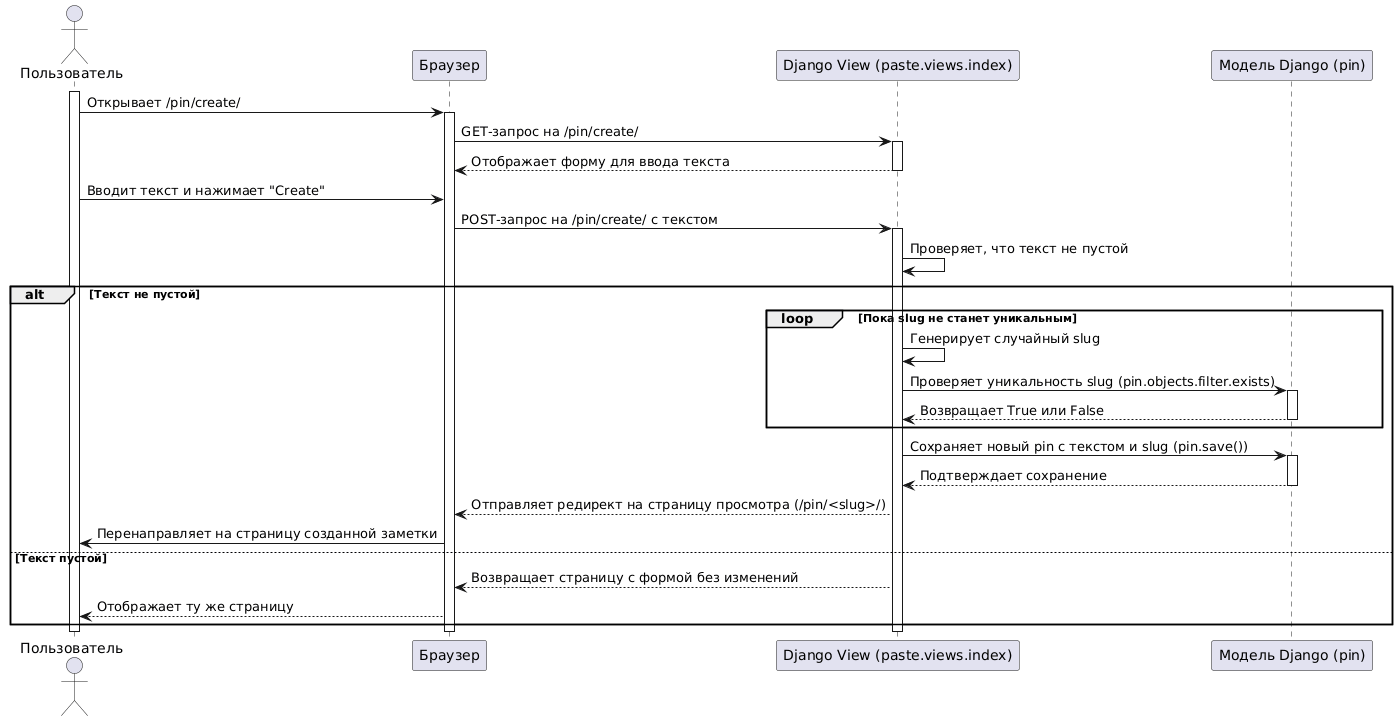 Пользователь
Браузер
Django View (paste.views.index)
Модель Django (pin)
Открывает /pin/create/
GET-запрос на /pin/create/
Отображает форму для ввода текста
Вводит текст и нажимает "Create"
POST-запрос на /pin/create/ с текстом
Проверяет, что текст не пустой
alt
[Текст не пустой]
loop
[Пока slug не станет уникальным]
Генерирует случайный slug
Проверяет уникальность slug (pin.objects.filter.exists)
Возвращает True или False
Сохраняет новый pin с текстом и slug (pin.save())
Подтверждает сохранение
Отправляет редирект на страницу просмотра (/pin/<slug>/)
Перенаправляет на страницу созданной заметки
[Текст пустой]
Возвращает страницу с формой без изменений
Отображает ту же страницу
Пользователь
Браузер
Django View (paste.views.index)
Модель Django (pin)